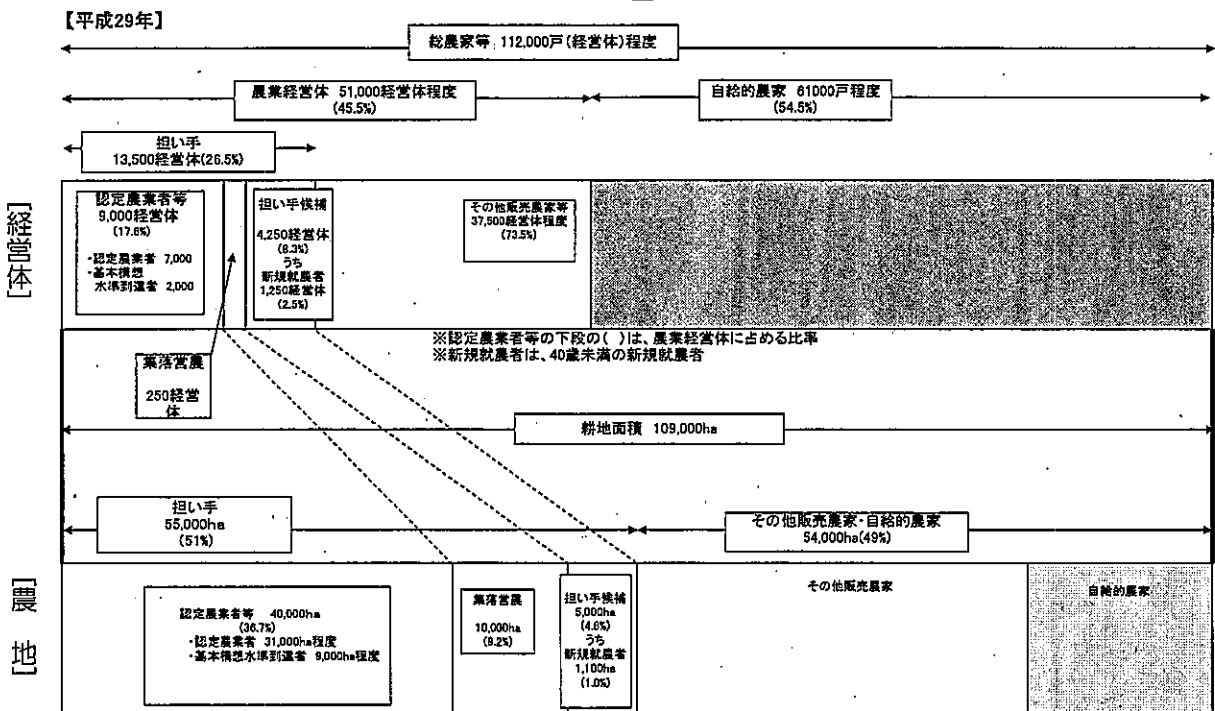 【平成29年】
総農家等 112,000戸(経営体)程度
農業経営体 51,000経営体程度
(45.5%)
自給的農家 61000戸程度
(54.5%)
担い手
13,500経営体(26.5%)
[経営体]
認定農業者等
9,000経営体
(17.6%)
・認定農業者 7,000
・基本構想
水準到達者 2,000
担い手候補
4,250経営体
(8.3%)
うち
新規就農者
1,250経営体
(2.5%)
その他販売農家等
37,500経営体程度
(73.5%)
※認定農業者等の下段の( )は、農業経営体に占める比率
※新規就農者は、40歳未満の新規就農者
集落営農
250経営
体
耕地面積 109,000ha
担い手
55,000ha
(51%)
その他販売農家・自給的農家
54,000ha(49%)
[農 地]
認定農業者等 40,000ha
(36.7%)
・認定農業者 31,000ha程度
・基本構想水準到達者 9,000ha程度
集落営農
10,000ha
(9.2%)
担い手候補
5,000ha
(4.6%)
うち
新規就農者
1,100ha
(1.0%)
その他販売農家
自給的農家